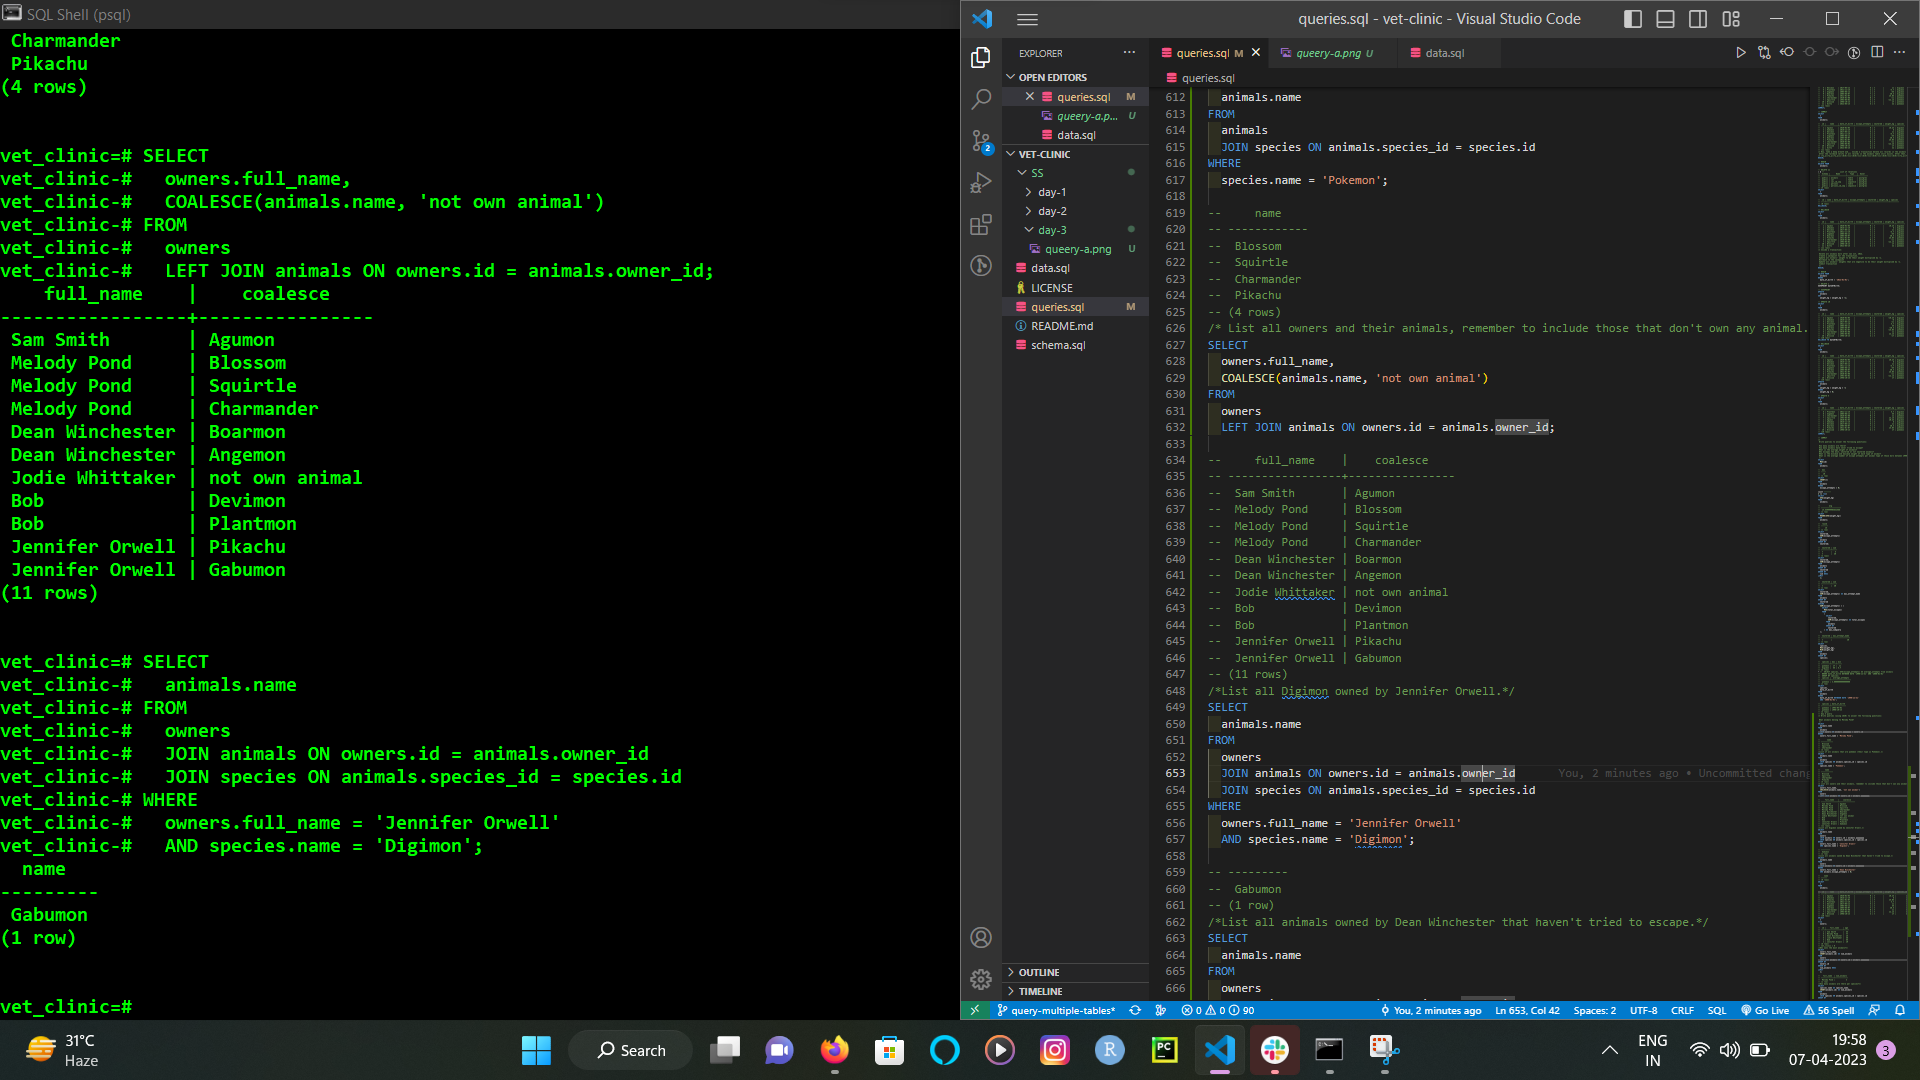 SQL Shell (psql)
 Charmander
 Pikachu
(4 rows)
vet_clinic=# SELECT
vet_clinic-#   owners.full_name,
vet_clinic-#   COALESCE(animals.name, 'not own animal')
vet_clinic-# FROM
vet_clinic-#   owners
vet_clinic-#   LEFT JOIN animals ON owners.id = animals.owner_id;
    full_name    |    coalesce
-----------------+----------------
 Sam Smith       | Agumon
 Melody Pond     | Blossom
 Melody Pond     | Squirtle
 Melody Pond     | Charmander
 Dean Winchester | Boarmon
 Dean Winchester | Angemon
 Jodie Whittaker | not own animal
 Bob             | Devimon
 Bob             | Plantmon
 Jennifer Orwell | Pikachu
 Jennifer Orwell | Gabumon
(11 rows)
vet_clinic=# SELECT
vet_clinic-#   animals.name
vet_clinic-# FROM
vet_clinic-#   owners
vet_clinic-#   JOIN animals ON owners.id = animals.owner_id
vet_clinic-#   JOIN species ON animals.species_id = species.id
vet_clinic-# WHERE
vet_clinic-#   owners.full_name = 'Jennifer Orwell'
vet_clinic-#   AND species.name = 'Digimon';
  name
---------
 Gabumon
(1 row)
vet_clinic=#
queries.sql - vet-clinic - Visual Studio Code
EXPLORER
OPEN EDITORS
queries.sql M
queery-a.p... U
data.sql
VET-CLINIC
SS
day-1
day-2
day-3
queery-a.png U
data.sql
LICENSE
queries.sql M
README.md
schema.sql
OUTLINE
TIMELINE
2
queries.sql M
queery-a.png U
data.sql
queries.sql
612   animals.name
613 FROM
614   animals
615   JOIN species ON animals.species_id = species.id
616 WHERE
617   species.name = 'Pokemon';
618
619 --     name
620 -- ------------
621 --  Blossom
622 --  Squirtle
623 --  Charmander
624 --  Pikachu
625 -- (4 rows)
626 /* List all owners and their animals, remember to include those that don't own any animal.
627 SELECT
628   owners.full_name,
629   COALESCE(animals.name, 'not own animal')
630 FROM
631   owners
632   LEFT JOIN animals ON owners.id = animals.owner_id;
633
634 --     full_name    |    coalesce
635 -- -----------------+----------------
636 --  Sam Smith       | Agumon
637 --  Melody Pond     | Blossom
638 --  Melody Pond     | Squirtle
639 --  Melody Pond     | Charmander
640 --  Dean Winchester | Boarmon
641 --  Dean Winchester | Angemon
642 --  Jodie Whittaker | not own animal
643 --  Bob             | Devimon
644 --  Bob             | Plantmon
645 --  Jennifer Orwell | Pikachu
646 --  Jennifer Orwell | Gabumon
647 -- (11 rows)
648 /*List all Digimon owned by Jennifer Orwell.*/
649 SELECT
650   animals.name
651 FROM
652   owners
653   JOIN animals ON owners.id = animals.owner_id You, 2 minutes ago • Uncommitted chang
654   JOIN species ON animals.species_id = species.id
655 WHERE
656   owners.full_name = 'Jennifer Orwell'
657   AND species.name = 'Digimon';
658
659 -- ---------
660 --  Gabumon
661 -- (1 row)
662 /*List all animals owned by Dean Winchester that haven't tried to escape.*/
663 SELECT
664   animals.name
665 FROM
666   owners
query-multiple-tables* 0 0 90 You, 2 minutes ago Ln 653, Col 42 Spaces: 2 UTF-8 CRLF SQL Go Live 56 Spell
31°C
Haze
Search
R
PC
ENG
IN
19:58
07-04-2023
3